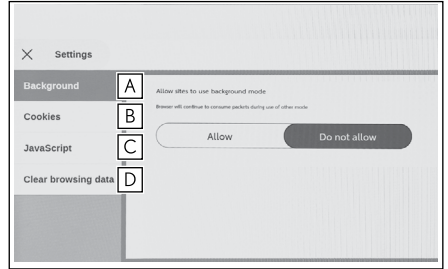 Settings
Background A
Allow sites to use background mode
Browser will continue to consume packets during use of other mode
Cookies B
Allow
Do not allow
JavaScript C
Clear browsing data D